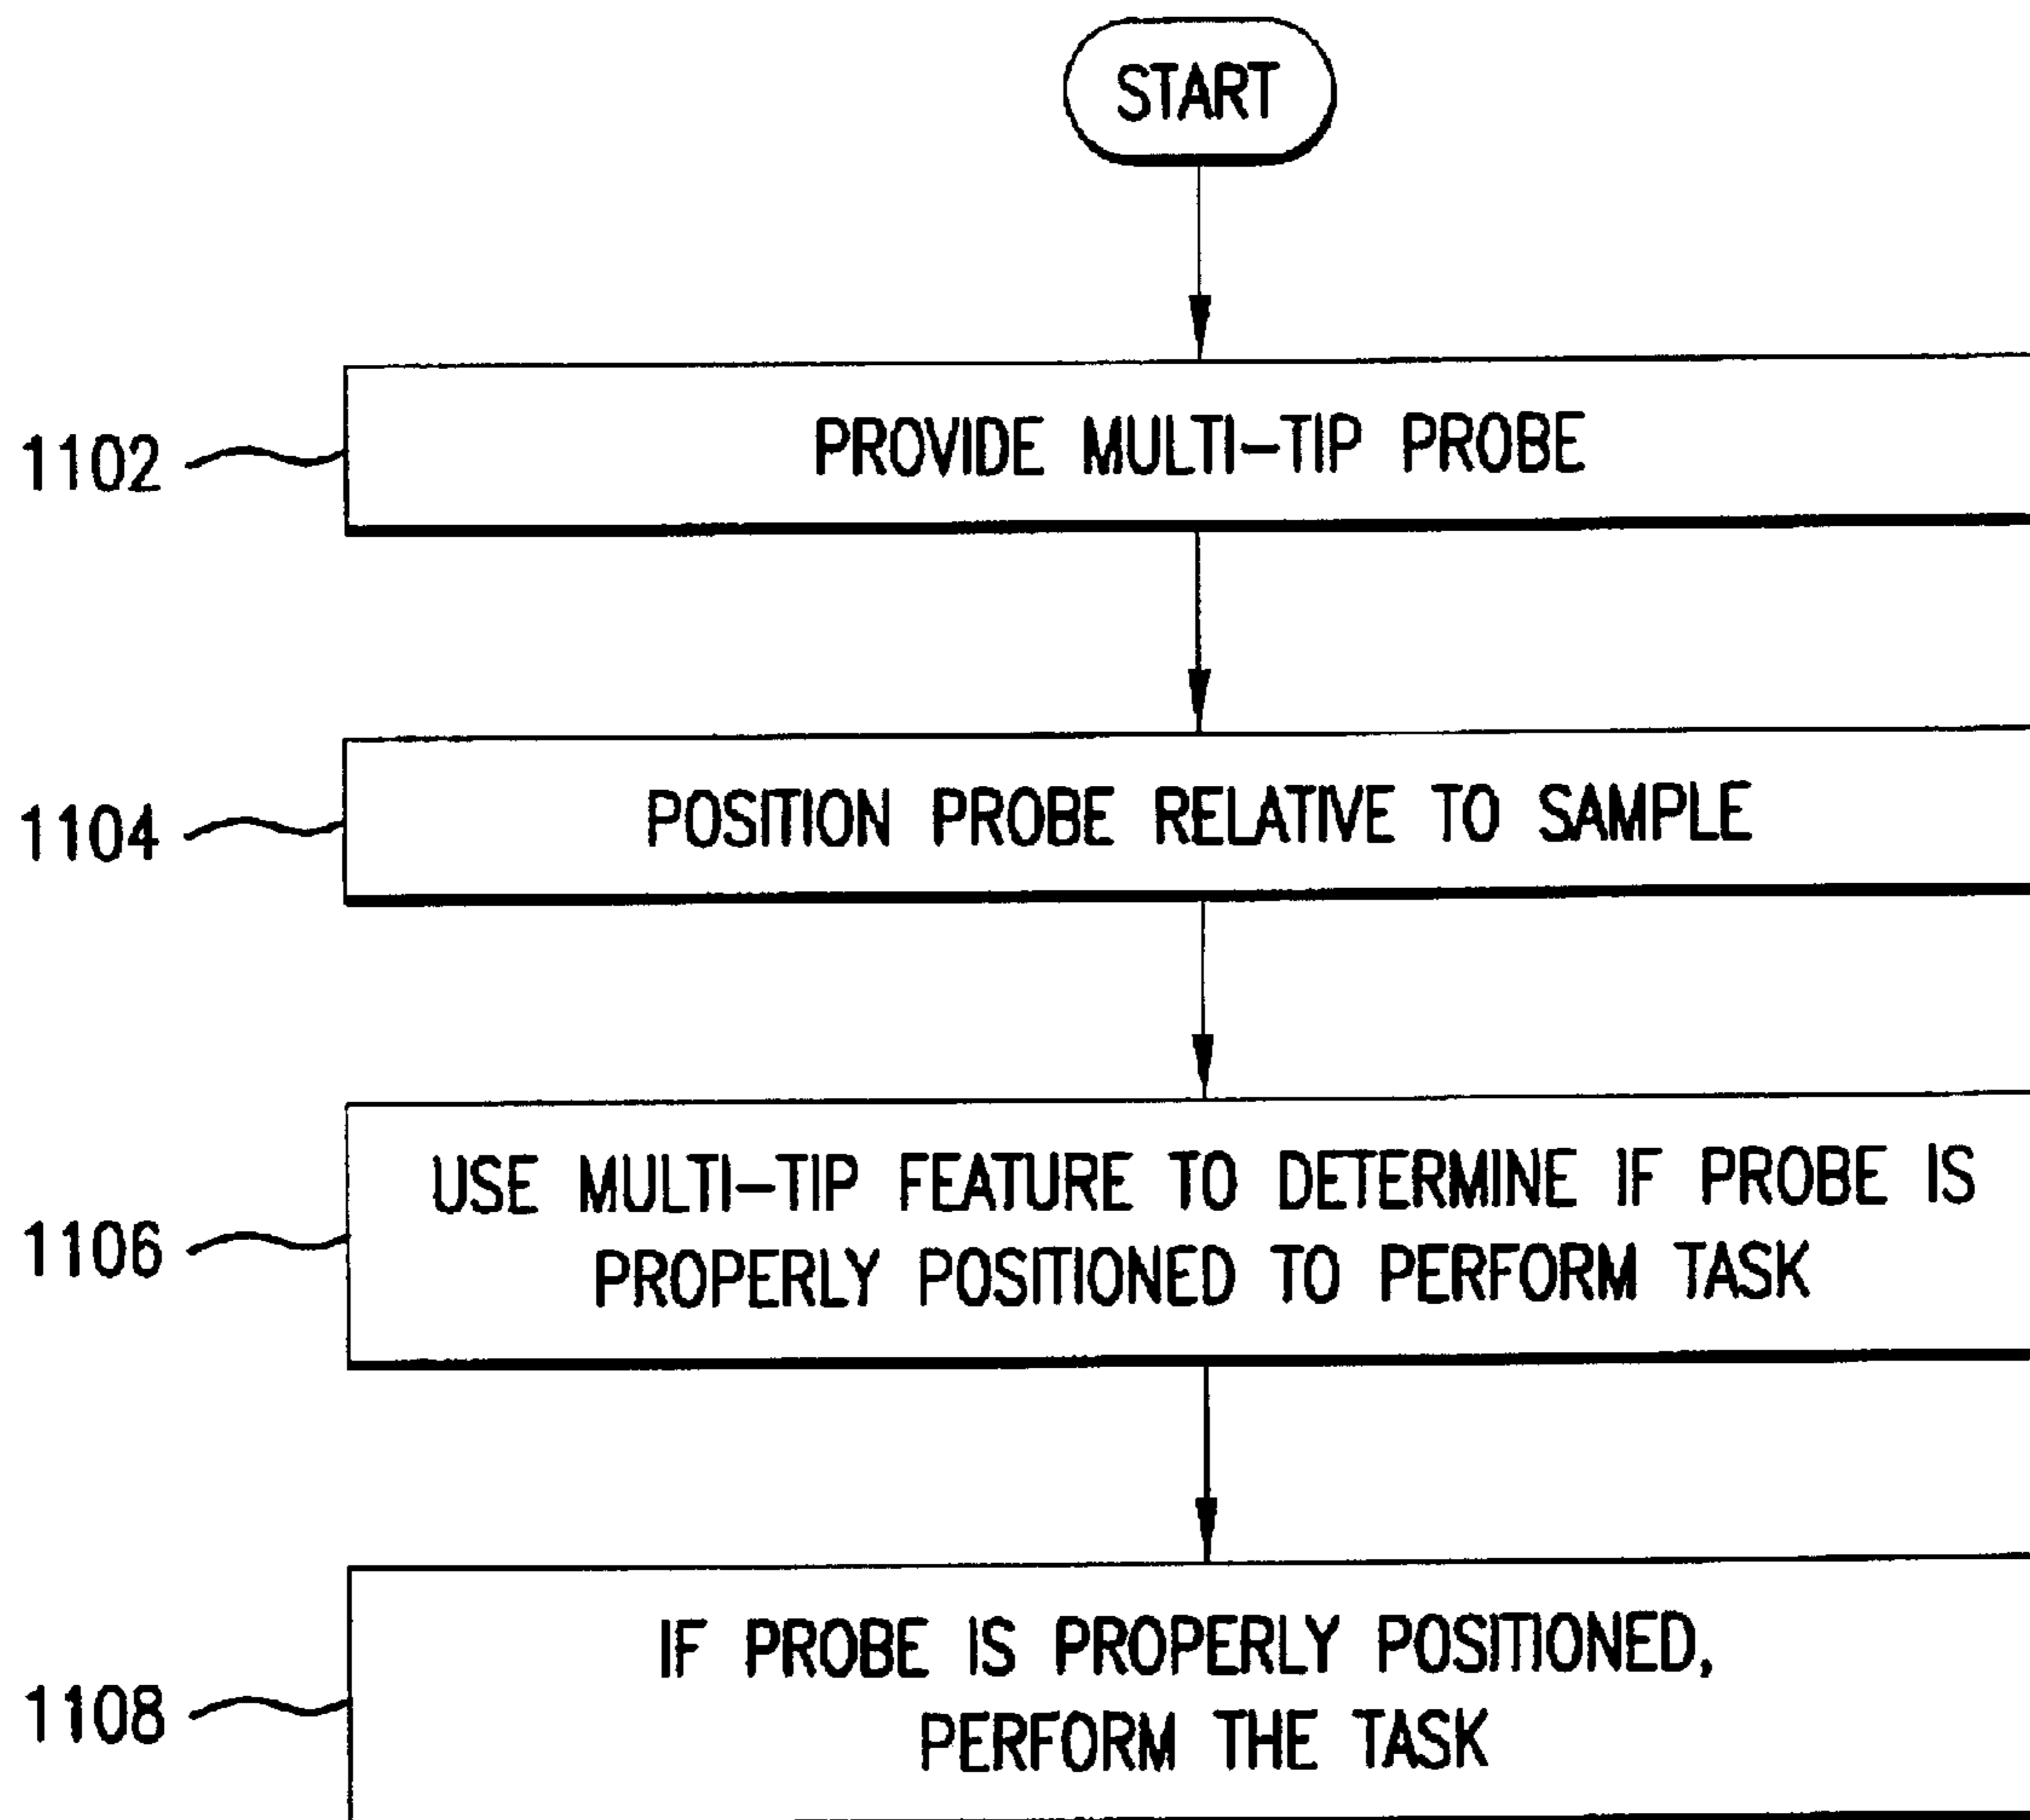 START
1102
PROVIDE MULTI-TIP PROBE
1104
POSITION PROBE RELATIVE TO SAMPLE
1106
USE MULTI-TIP FEATURE TO DETERMINE IF PROBE IS
PROPERLY POSITIONED TO PERFORM TASK
1108
IF PROBE IS PROPERLY POSITIONED,
PERFORM THE TASK